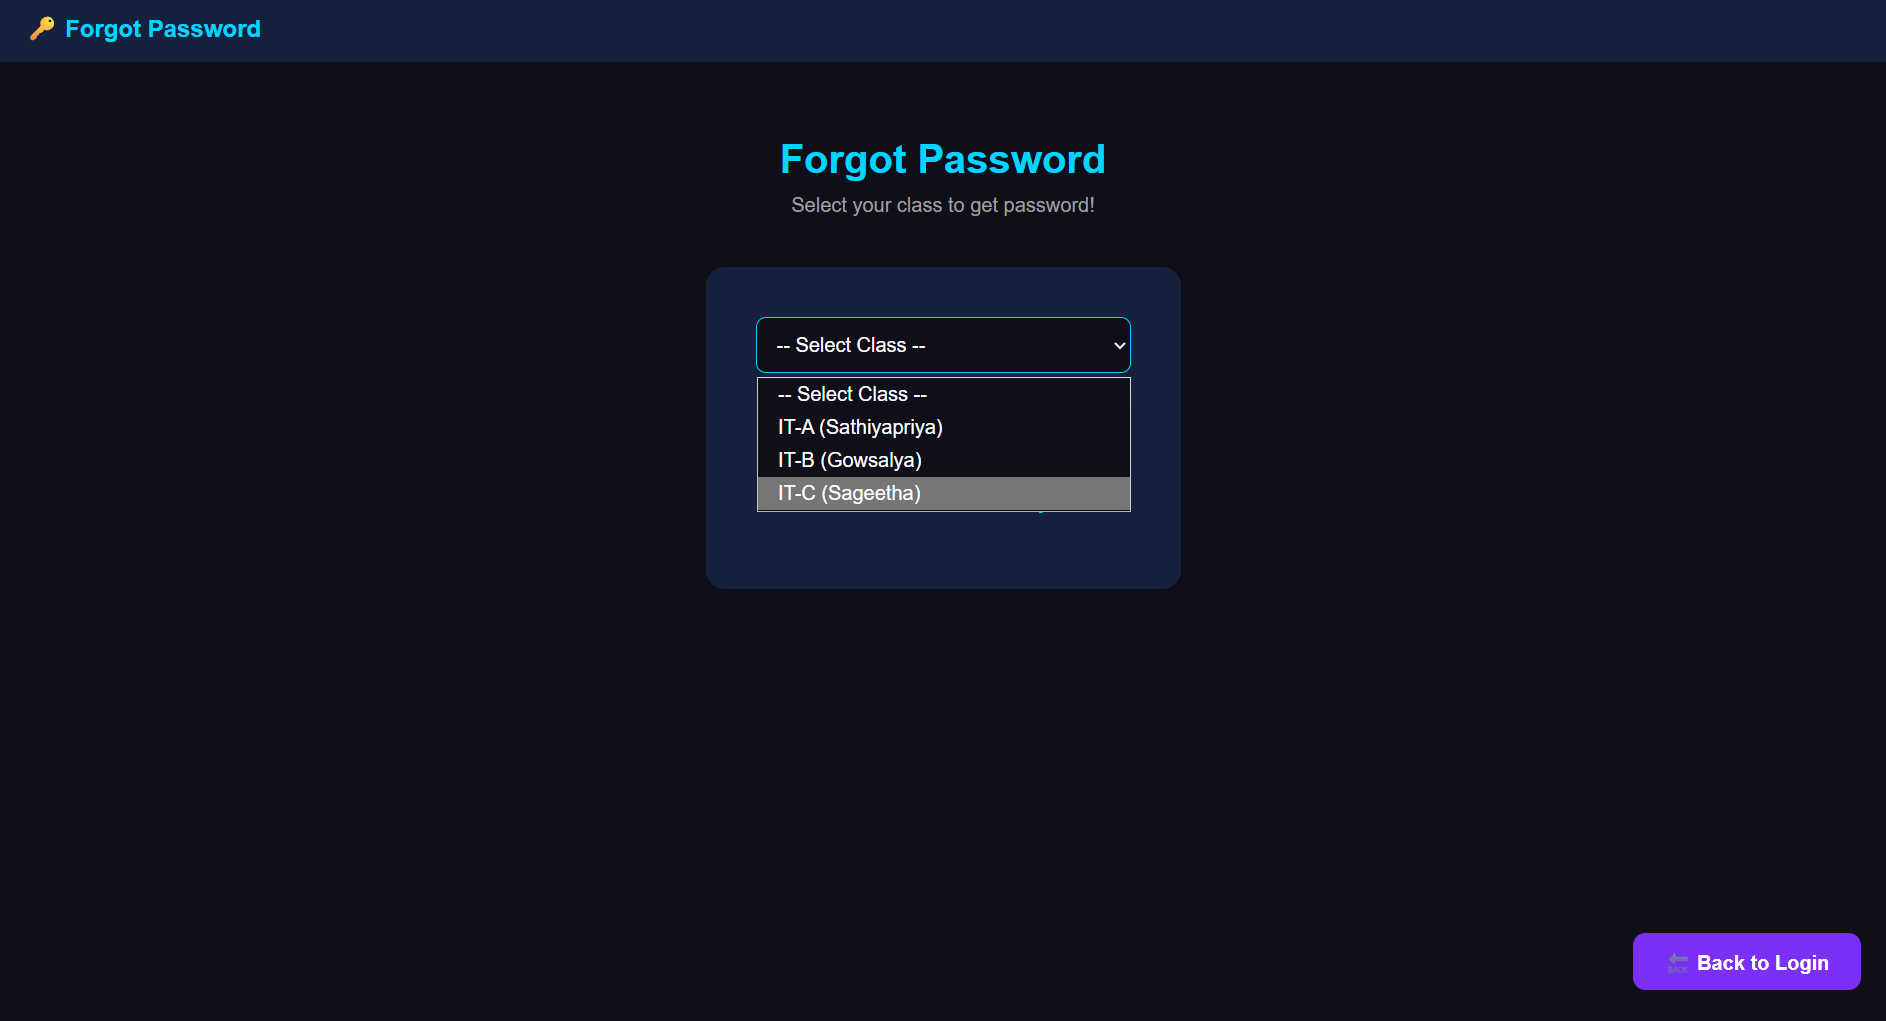 🔑 Forgot Password
Forgot Password
Select your class to get password!
-- Select Class --
-- Select Class --
IT-A (Sathiyapriya)
IT-B (Gowsalya)
IT-C (Sageetha)
🔙 Back to Login